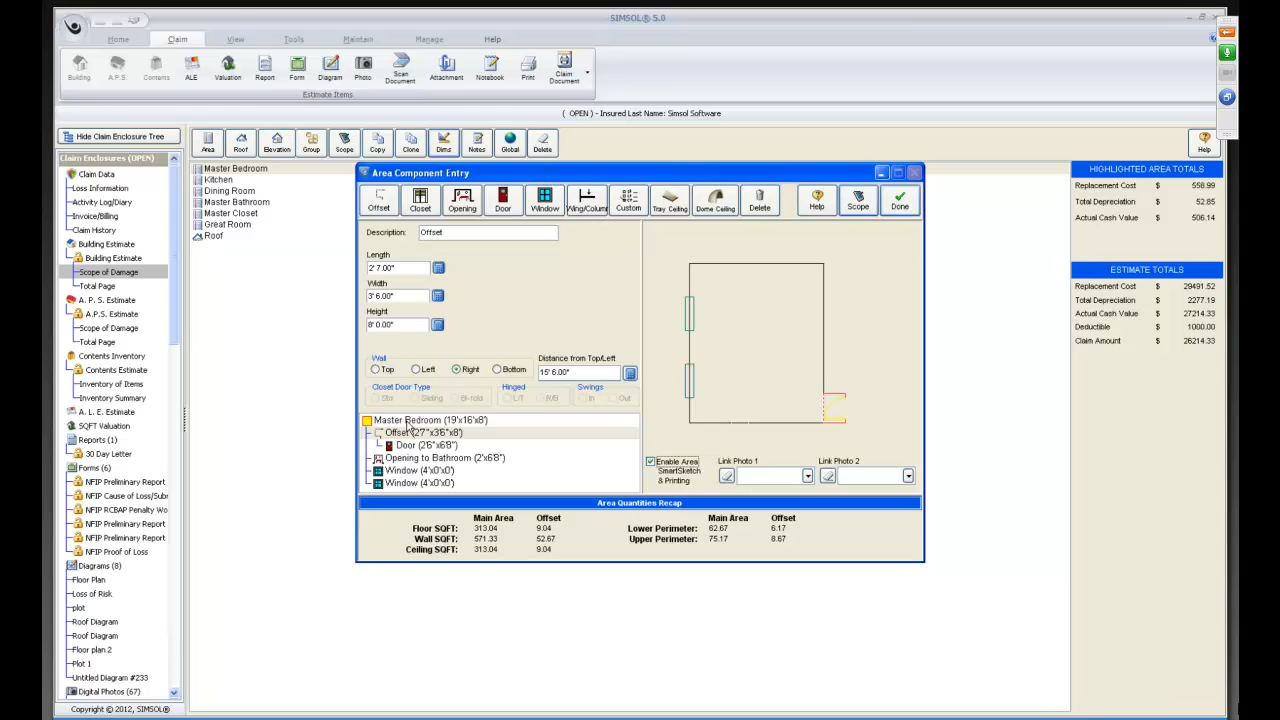 SIMSOL® 5.0
Home Claim View Tools Maintain Manage Help
Building A.P.S. Contents ALE Valuation Report Form Diagram Photo Scan Document Attachment Notebook Print Claim Document
Estimate Items
( OPEN ) - Insured Last Name: Simsol Software
Hide Claim Enclosure Tree
Area Roof Elevation Group Scope Copy Clone Dims Notes Global Delete Help
Claim Enclosures (OPEN)
Claim Data
Loss Information
Activity Log/Diary
Invoice/Billing
Claim History
Building Estimate
Building Estimate
Scope of Damage
Total Page
A. P. S. Estimate
A.P.S. Estimate
Scope of Damage
Total Page
Contents Inventory
Contents Estimate
Inventory of Items
Inventory Summary
A. L. E. Estimate
SQFT Valuation
Reports (1)
30 Day Letter
Forms (6)
NFIP Preliminary Report
NFIP Cause of Loss/Sub
NFIP RCBAP Penalty Wo
NFIP Preliminary Report
NFIP Preliminary Report
NFIP Proof of Loss
Diagrams (8)
Floor Plan
Loss of Risk
plot
Roof Diagram
Roof Diagram
Floor plan 2
Plot 1
Untitled Diagram #233
Digital Photos (67)
Copyright © 2012, SIMSOL®
Master Bedroom
Kitchen
Dining Room
Master Bathroom
Master Closet
Great Room
Roof
Area Component Entry
Offset Closet Opening Door Window Wing/Column Custom Tray Ceiling Dome Ceiling Delete Help Scope Done
Description: Offset
Length
2' 7.00"
Width
3' 6.00"
Height
8' 0.00"
Wall
Top Left Right Bottom
Distance from Top/Left
15' 6.00"
Closet Door Type
Std Sliding Bi-fold
Hinged
L/T R/B
Swings
In Out
Master Bedroom (19'x16'x8')
Offset (2'7"x3'6"x8')
Door (2'6"x6'8")
Opening to Bathroom (2'x6'8")
Window (4'x0'x0')
Window (4'x0'x0')
Enable Area
SmartSketch
& Printing
Link Photo 1
Link Photo 2
Area Quantities Recap
Main Area Offset Main Area Offset
Floor SQFT: 313.04 9.04 Lower Perimeter: 62.67 6.17
Wall SQFT: 571.33 52.67 Upper Perimeter: 75.17 8.67
Ceiling SQFT: 313.04 9.04
HIGHLIGHTED AREA TOTALS
Replacement Cost $ 558.99
Total Depreciation $ 52.85
Actual Cash Value $ 506.14
ESTIMATE TOTALS
Replacement Cost $ 29491.52
Total Depreciation $ 2277.19
Actual Cash Value $ 27214.33
Deductible $ 1000.00
Claim Amount $ 26214.33